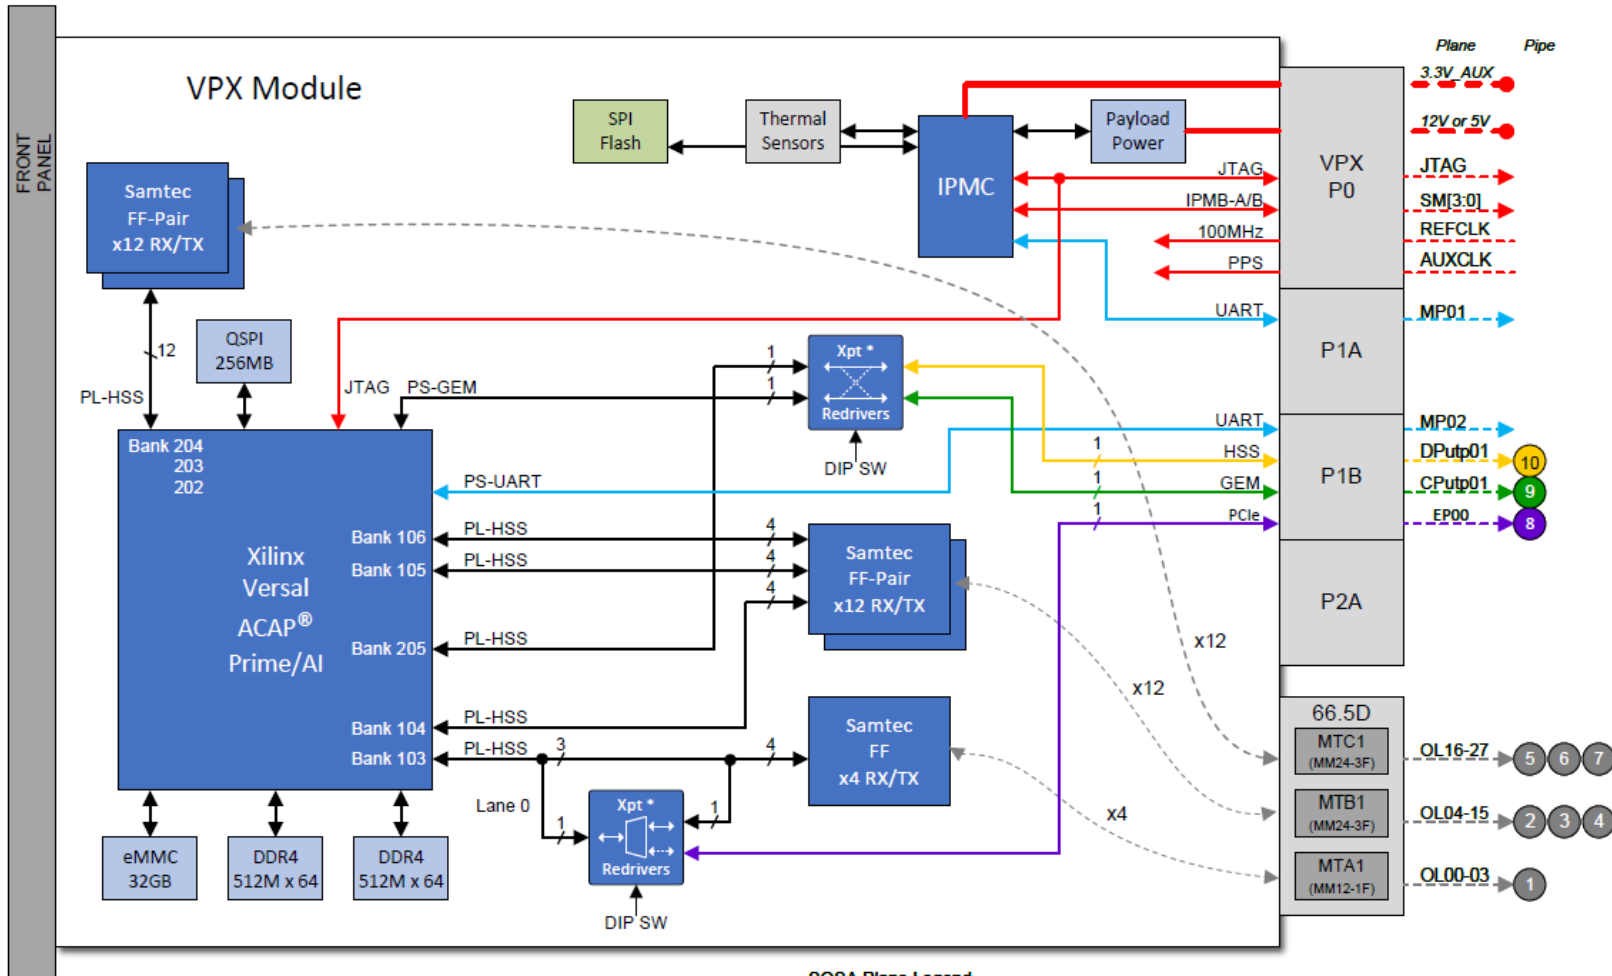 FRONT
PANEL
VPX Module
Plane
Pipe
3.3V_AUX
12V or 5V
JTAG
SM[3:0]
REFCLK
AUXCLK
SPI
Flash
Thermal
Sensors
IPMC
Payload
Power
JTAG
IPMB-A/B
100MHz
PPS
VPX
P0
Samtec
FF-Pair
x12 RX/TX
12
PL-HSS
QSPI
256MB
JTAG
PS-GEM
1
1
Xpt *
Redrivers
DIP SW
UART
P1A
MP01
UART
1
HSS
1
GEM
1
PCIe
P1B
MP02
DPutp01
10
CPutp01
9
EP00
8
P2A
Bank 204
203
202
PS-UART
Xilinx
Versal
ACAP®
Prime/AI
Bank 106
PL-HSS
4
Bank 105
PL-HSS
4
4
Samtec
FF-Pair
x12 RX/TX
Bank 205
PL-HSS
x12
x12
Bank 104
PL-HSS
Bank 103
PL-HSS
3
4
Samtec
FF
x4 RX/TX
Lane 0
1
1
Xpt *
Redrivers
DIP SW
x4
eMMC
32GB
DDR4
512M x 64
DDR4
512M x 64
66.5D
MTC1
(MM24-3F)
OL16-27
5 6 7
MTB1
(MM24-3F)
OL04-15
2 3 4
MTA1
(MM12-1F)
OL00-03
1
SOSA Plane Legend